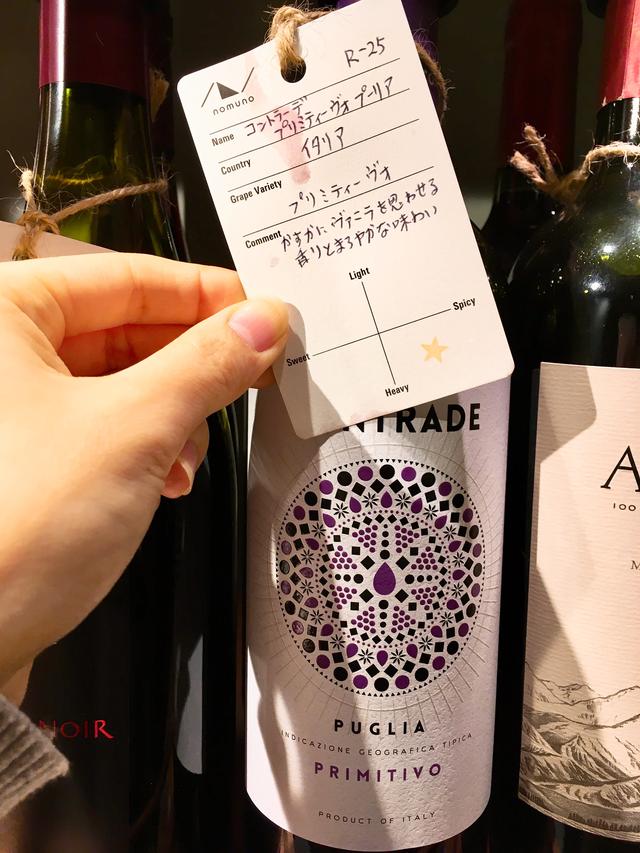 R-25
nomuno
Name コントラーデ
プリミティーヴォ プーリア
Country イタリア
Grape Variety
プリミティーヴォ
Comment かすかに、ヴァニラを思わせる
香りとまろやかな味わい
Light
Spicy
Sweet
Heavy
NTRADE
PUGLIA
INDICAZIONE GEOGRAFICA TIPICA
PRIMITIVO
PRODUCT OF ITALY
NOIR
A
100
M